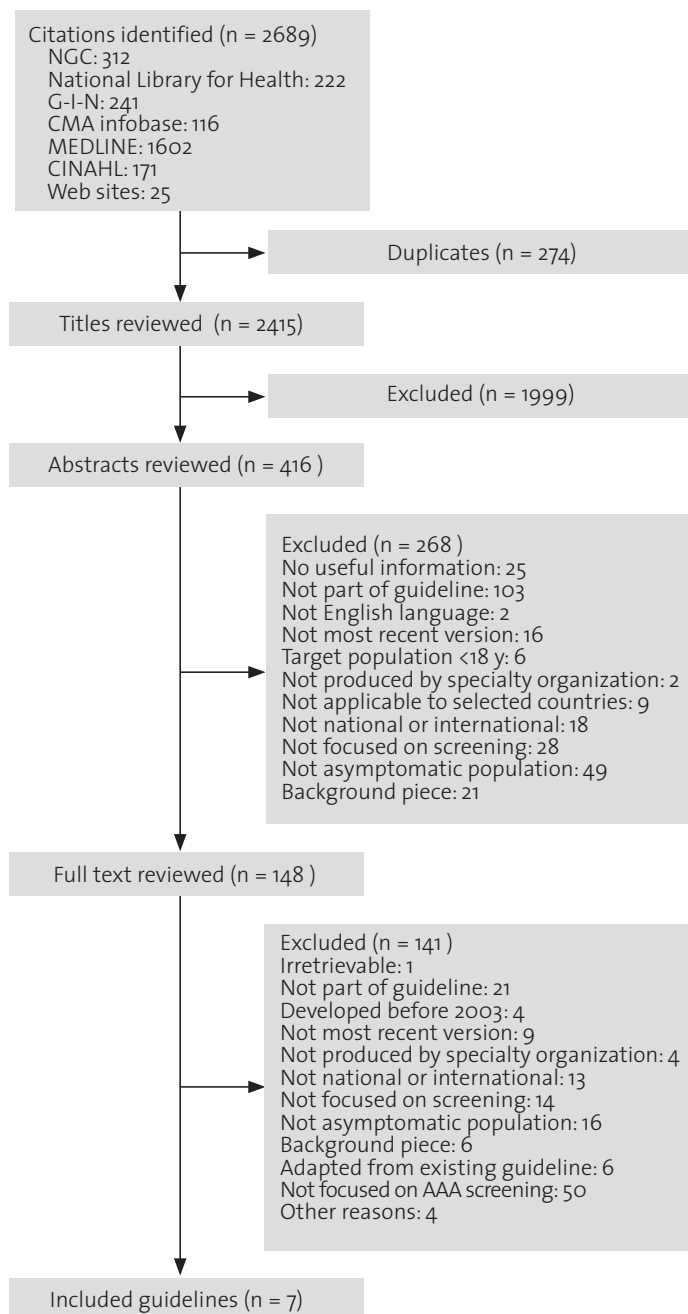 Citations identified (n = 2689)
NGC: 312
National Library for Health: 222
G-I-N: 241
CMA infobase: 116
MEDLINE: 1602
CINAHL: 171
Web sites: 25
Duplicates (n = 274)
Titles reviewed (n = 2415)
Excluded (n = 1999)
Abstracts reviewed (n = 416 )
Excluded (n = 268 )
No useful information: 25
Not part of guideline: 103
Not English language: 2
Not most recent version: 16
Target population <18 y: 6
Not produced by specialty organization: 2
Not applicable to selected countries: 9
Not national or international: 18
Not focused on screening: 28
Not asymptomatic population: 49
Background piece: 21
Full text reviewed (n = 148 )
Excluded (n = 141 )
Irretrievable: 1
Not part of guideline: 21
Developed before 2003: 4
Not most recent version: 9
Not produced by specialty organization: 4
Not national or international: 13
Not focused on screening: 14
Not asymptomatic population: 16
Background piece: 6
Adapted from existing guideline: 6
Not focused on AAA screening: 50
Other reasons: 4
Included guidelines (n = 7)